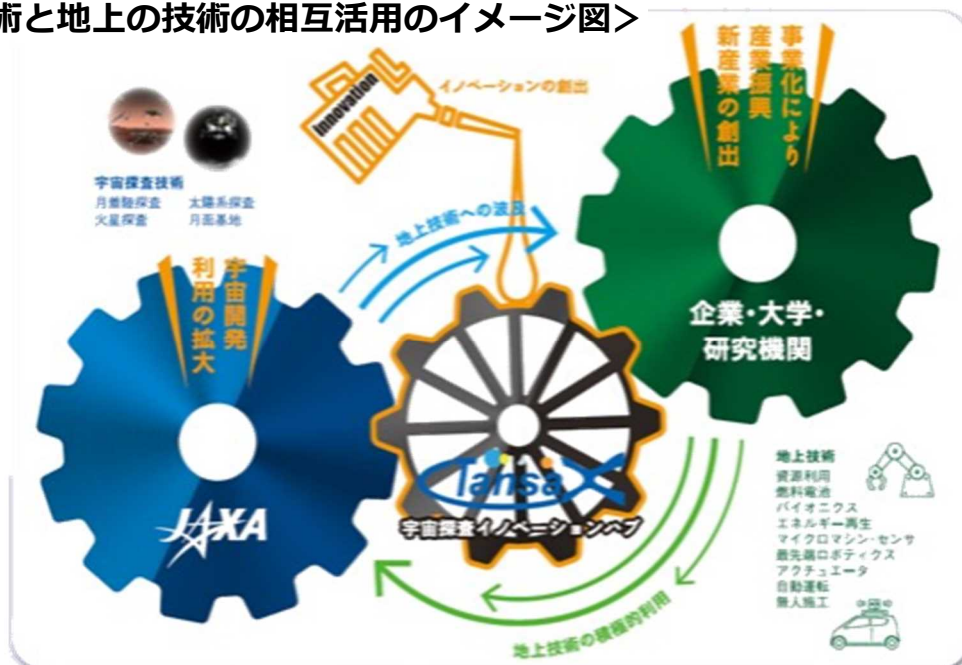 術と地上の技術の相互活用のイメージ図＞
Innovation
イノベーションの創出
事業化により
産業振興
新産業の創出
宇宙探査技術
月着陸探査 太陽系探査
火星探査 月面基地
地上技術への波及
宇宙開発
利用の拡大
企業・大学・
研究機関
JAXA
Tansa X
宇宙探査イノベーションハブ
地上技術
資源利用
燃料電池
バイオニクス
エネルギー再生
マイクロマシン・センサ
最先端ロボティクス
アクチュエータ
自動運転
無人施工
地上技術の積極的利用